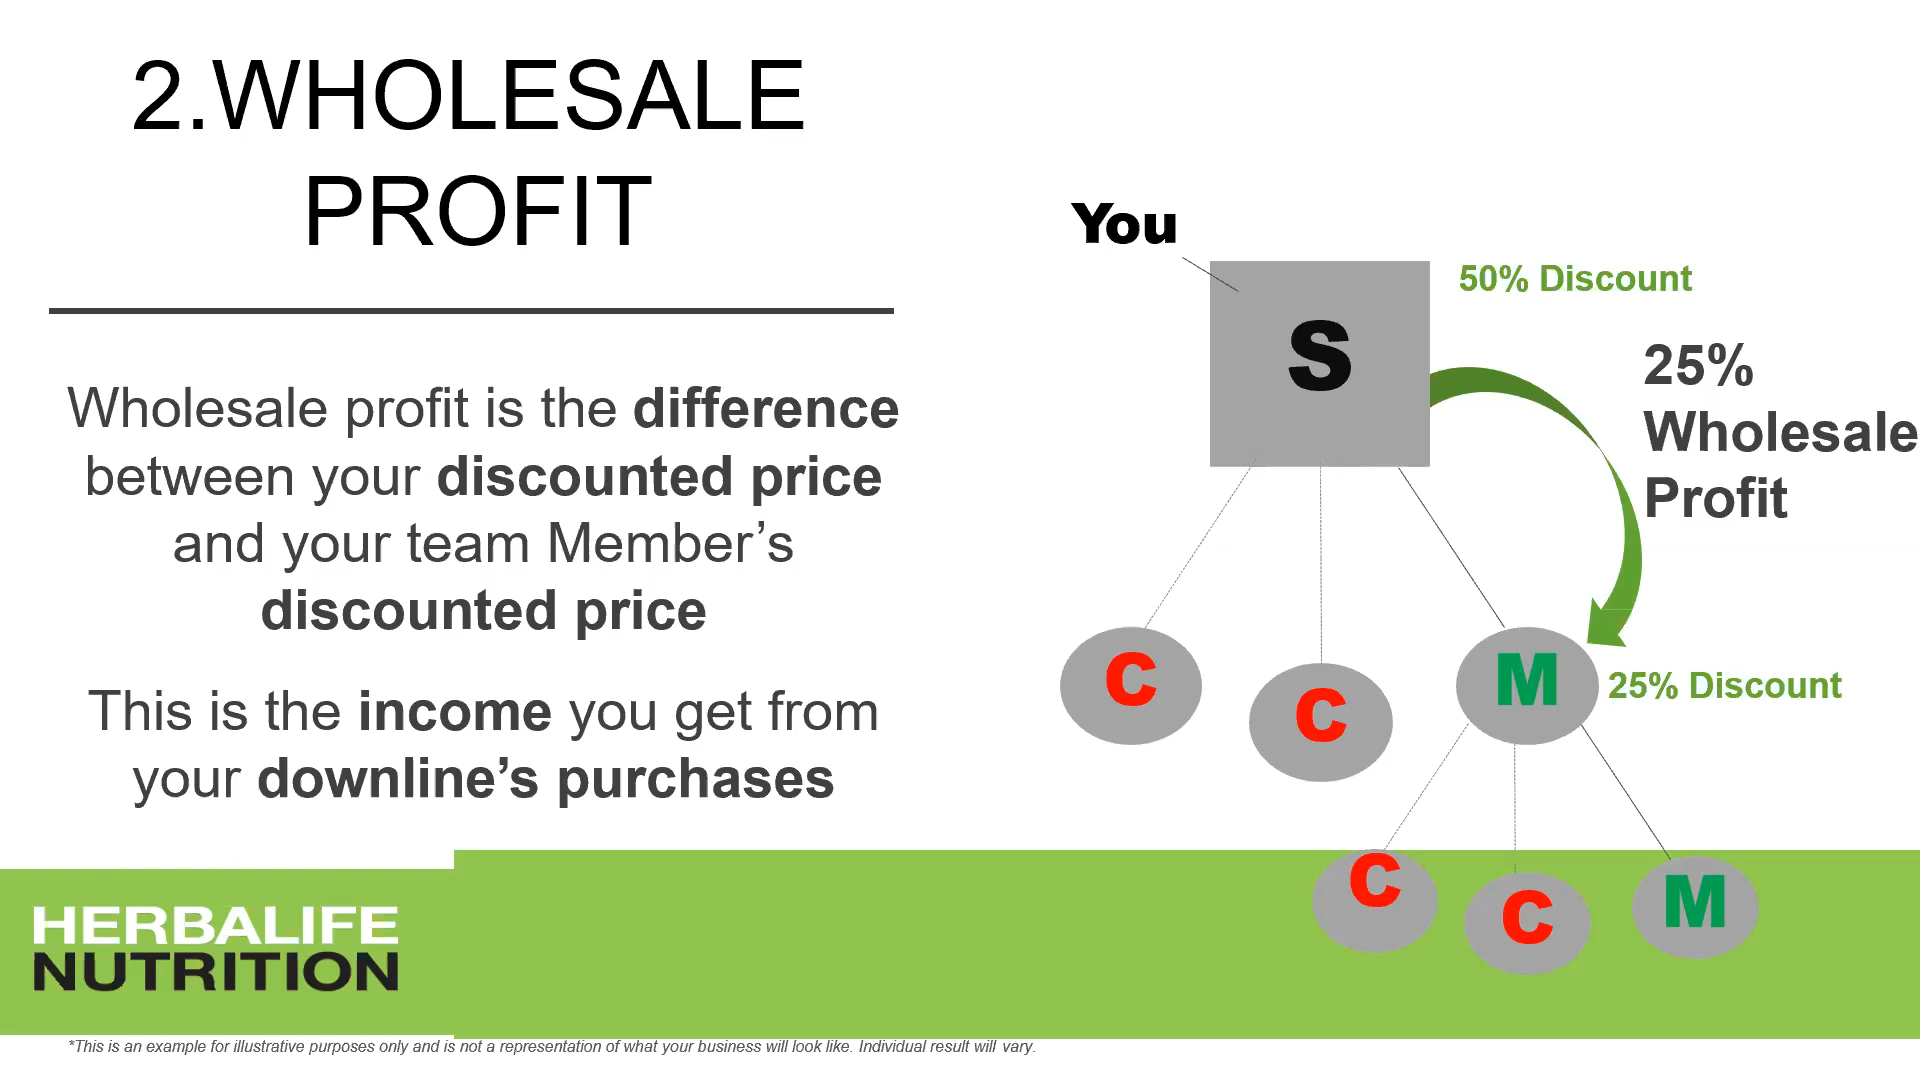 2.WHOLESALE
PROFIT
Wholesale profit is the difference
between your discounted price
and your team Member’s
discounted price
This is the income you get from
your downline’s purchases
You
S
50% Discount
25%
Wholesale
Profit
C
C
M
25% Discount
C
C
M
HERBALIFE
NUTRITION
*This is an example for illustrative purposes only and is not a representation of what your business will look like. Individual result will vary.